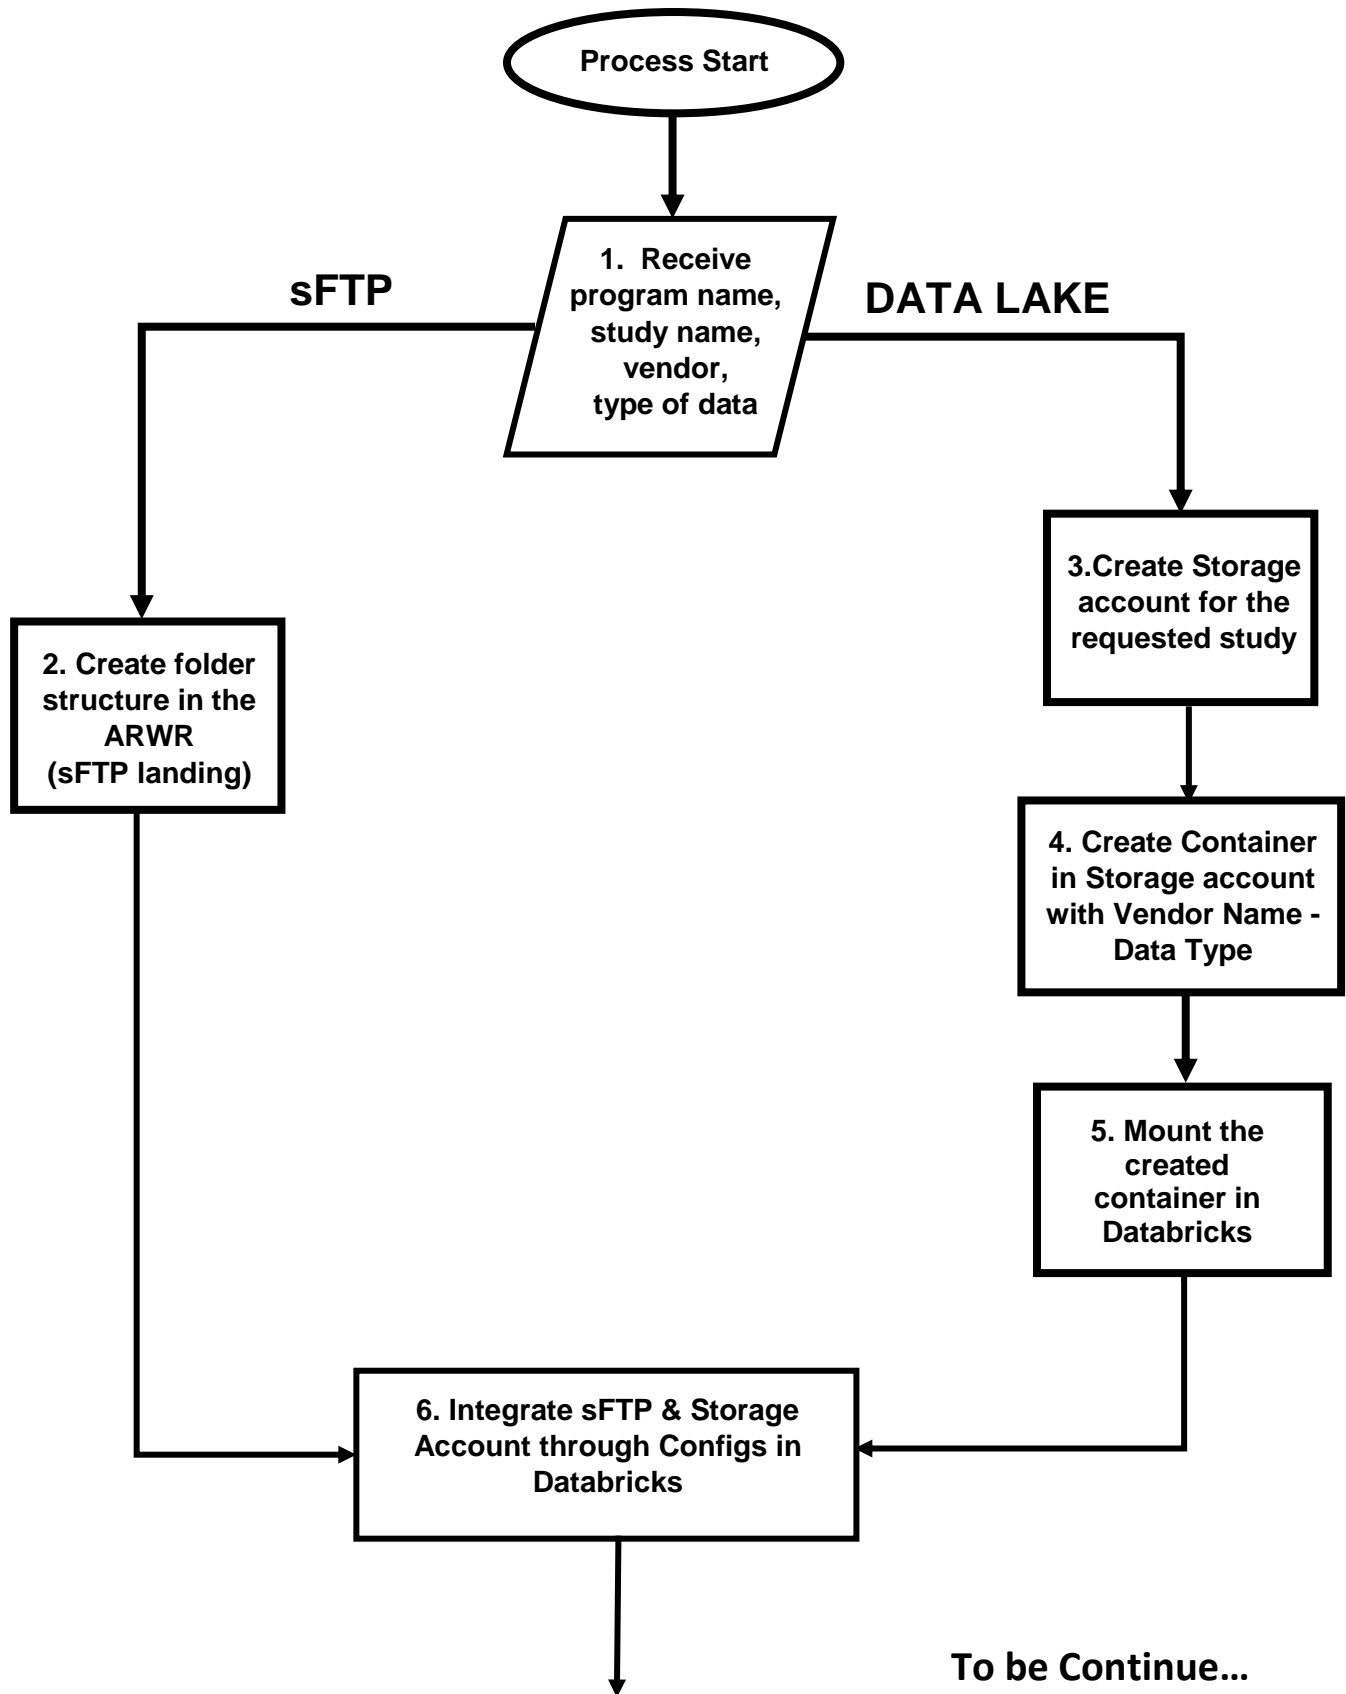 Process Start
1. Receive
program name,
study name,
vendor,
type of data
sFTP
DATA LAKE
2. Create folder
structure in the
ARWR
(sFTP landing)
3.Create Storage
account for the
requested study
4. Create Container
in Storage account
with Vendor Name -
Data Type
5. Mount the
created
container in
Databricks
6. Integrate sFTP & Storage
Account through Configs in
Databricks
To be Continue...